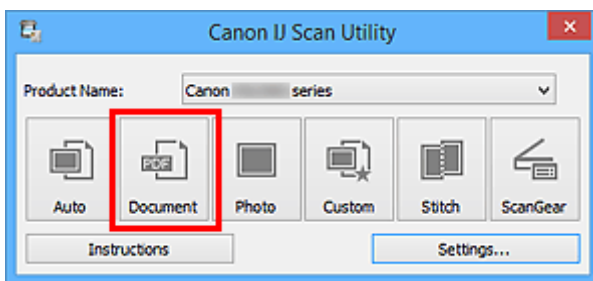 Canon IJ Scan Utility
Product Name: Canon series
PDF
Auto Document Photo Custom Stitch ScanGear
Instructions Settings...